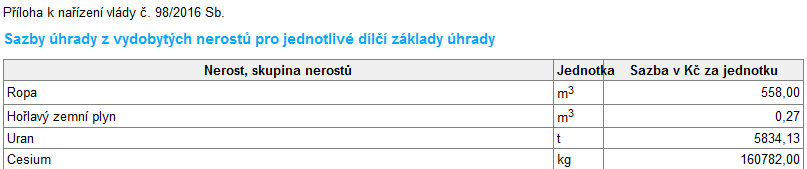 Příloha k nařízení vlády č. 98/2016 Sb.
Sazby úhrady z vydobytých nerostů pro jednotlivé dílčí základy úhrady
Nerost, skupina nerostů Jednotka Sazba v Kč za jednotku
Ropa m³ 558,00
Hořlavý zemní plyn m³ 0,27
Uran t 5834,13
Cesium kg 160782,00